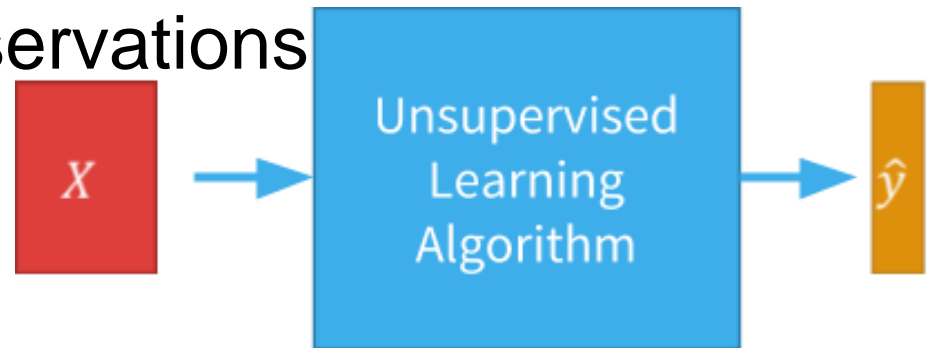 servations
X
Unsupervised
Learning
Algorithm
ŷ